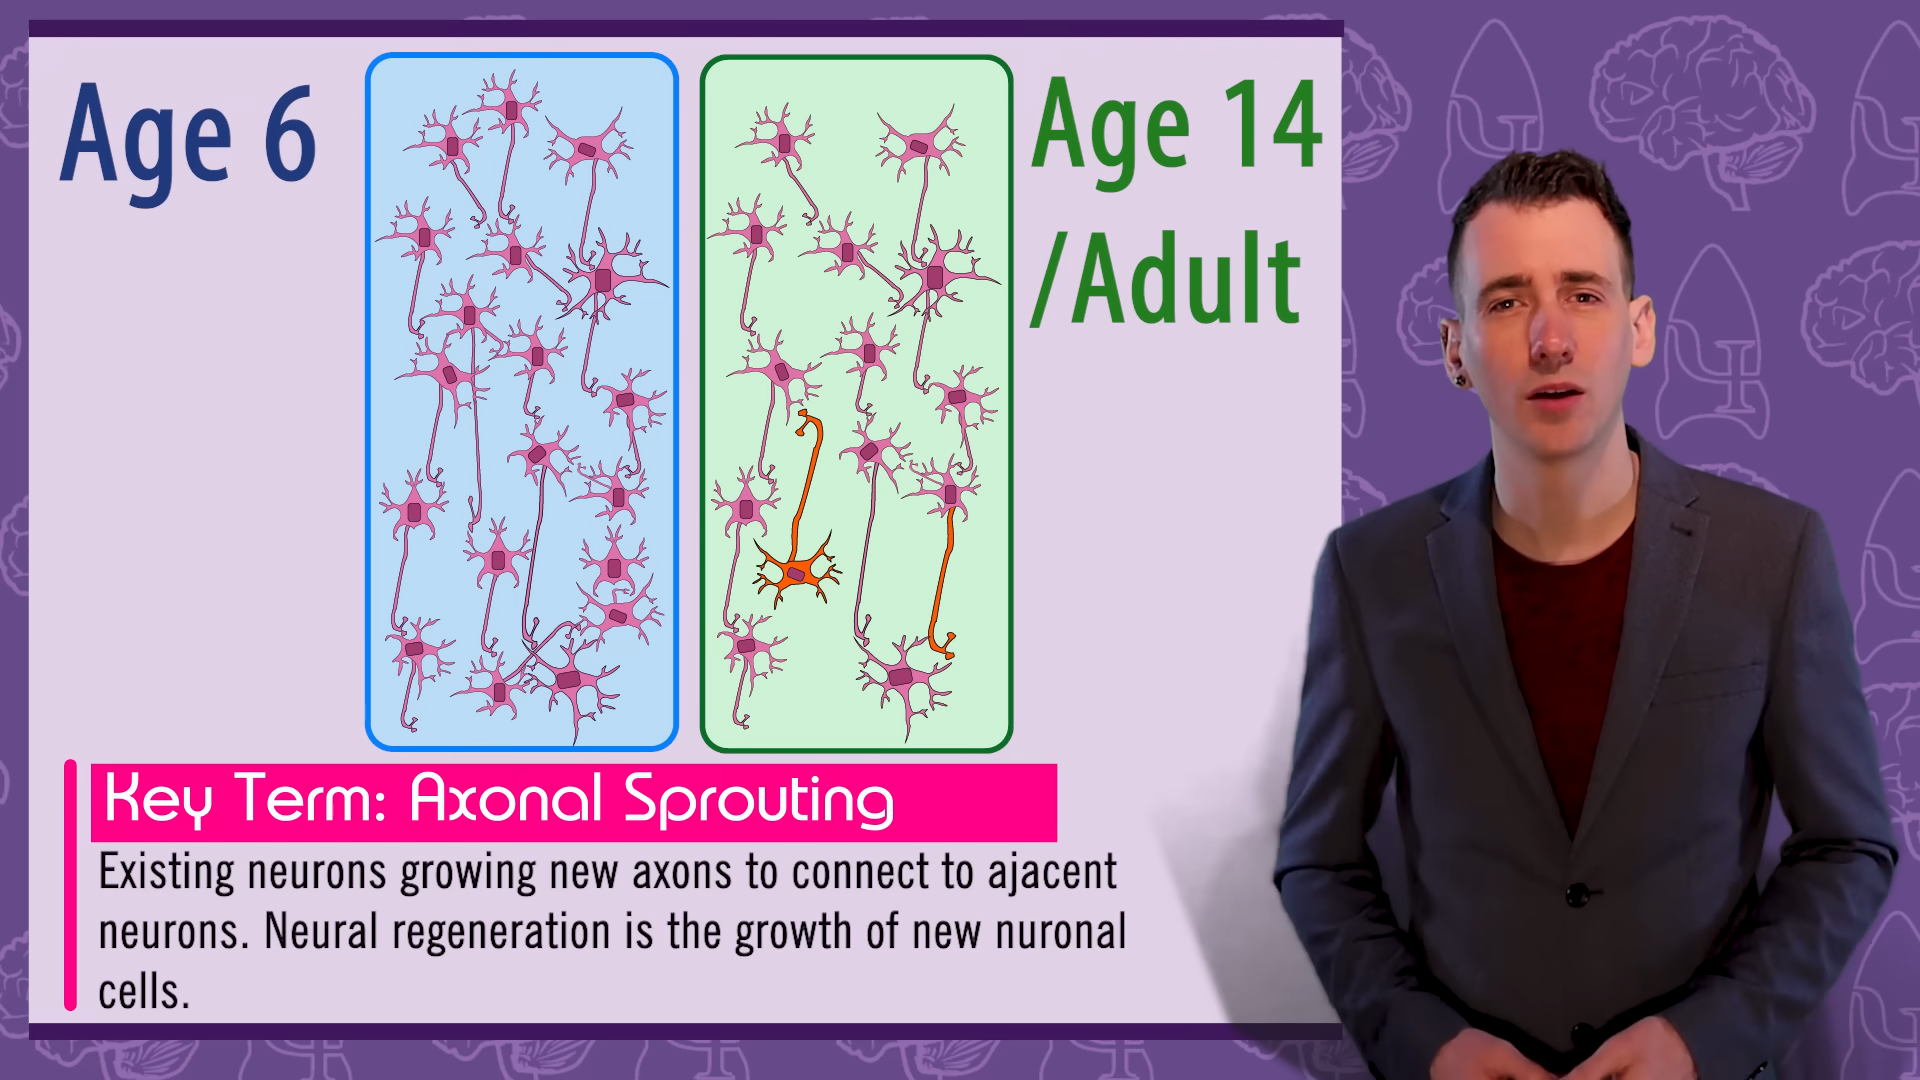 Age 6
Age 14
/Adult
Key Term: Axonal Sprouting
Existing neurons growing new axons to connect to ajacent
neurons. Neural regeneration is the growth of new nuronal
cells.